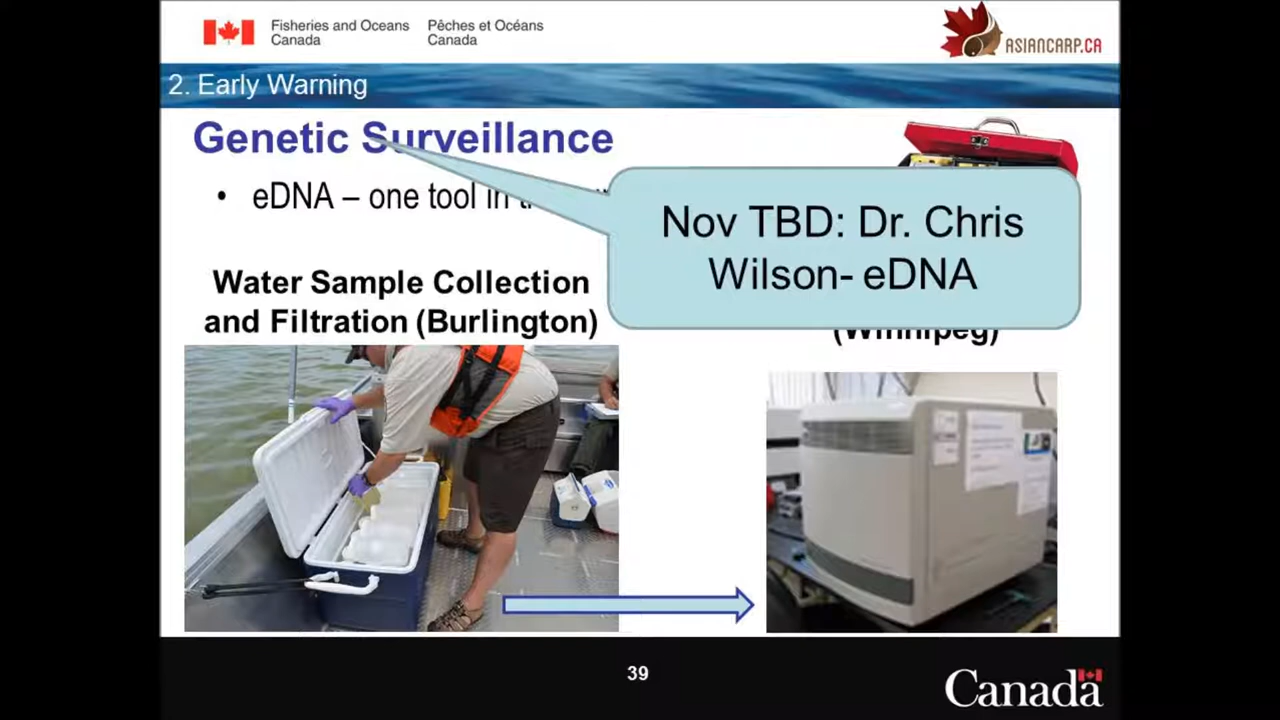 Fisheries and Oceans
Canada
Pêches et Océans
Canada
ASIANCARP.CA
2. Early Warning
Genetic Surveillance
• eDNA – one tool in
Nov TBD: Dr. Chris
Wilson- eDNA
Water Sample Collection
and Filtration (Burlington)
(Winnipeg)
39
Canada